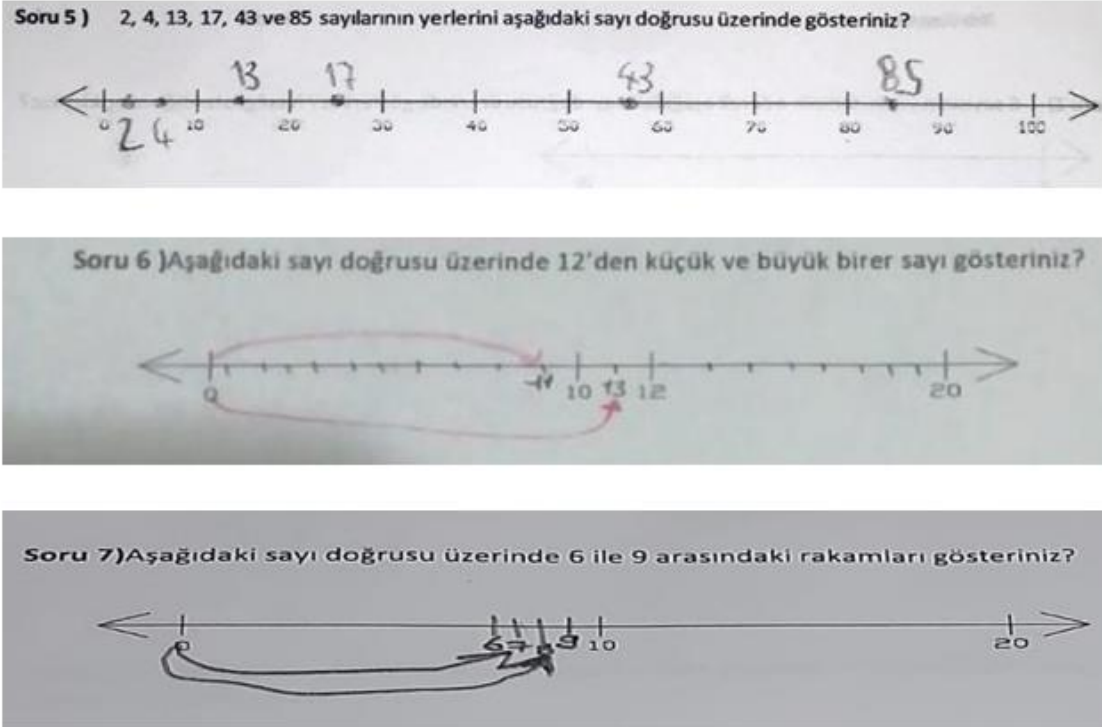 Soru 5 ) 2, 4, 13, 17, 43 ve 85 sayılarının yerlerini aşağıdaki sayı doğrusu üzerinde gösteriniz?
13 17 43 85
0 10 20 30 40 50 60 70 80 90 100
2 4
Soru 6 )Aşağıdaki sayı doğrusu üzerinde 12'den küçük ve büyük birer sayı gösteriniz?
0 11 10 13 12 20
Soru 7)Aşağıdaki sayı doğrusu üzerinde 6 ile 9 arasındaki rakamları gösteriniz?
0 6 7 8 9 10 20